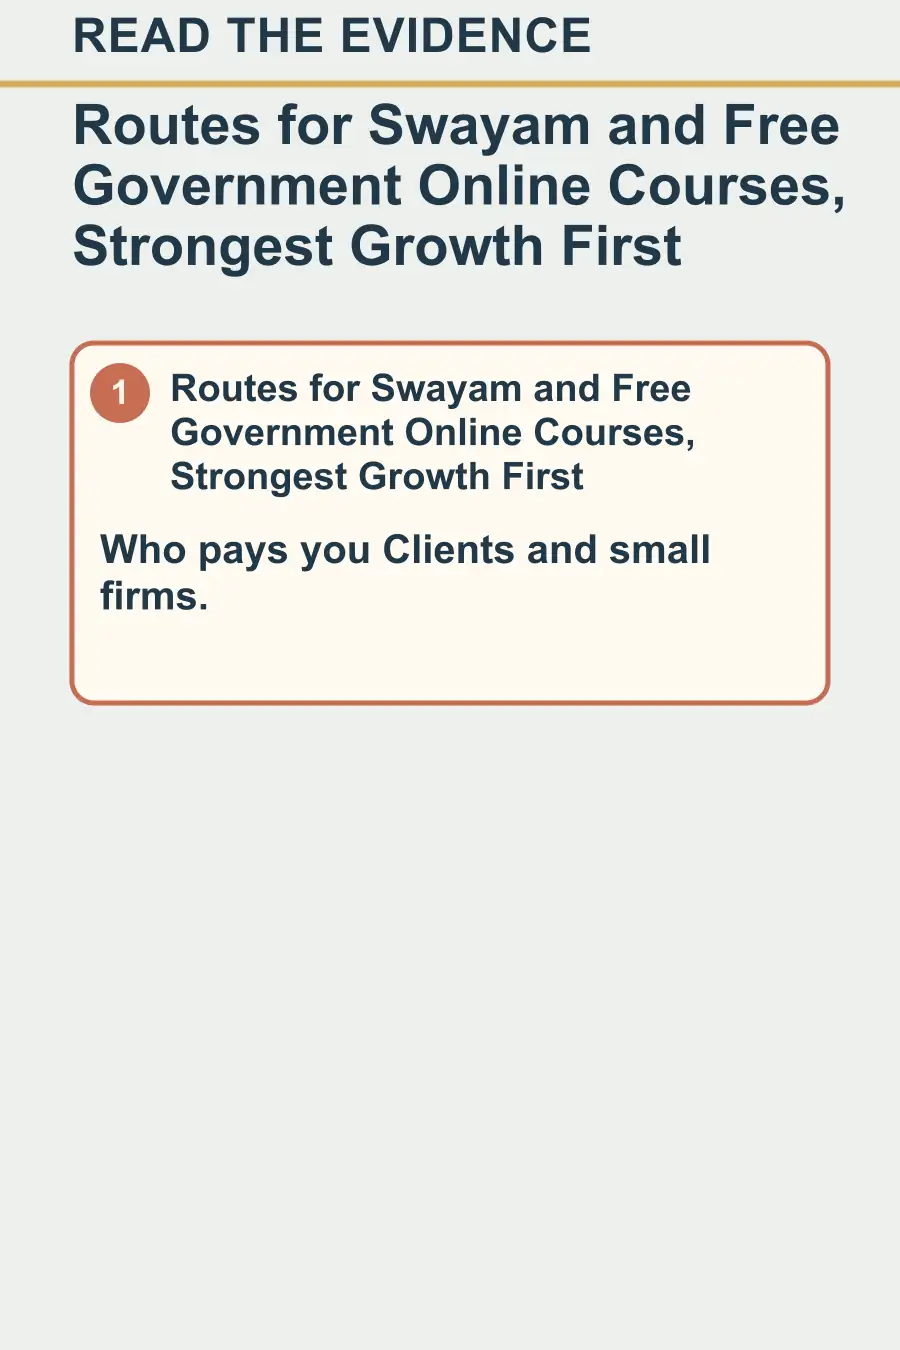 READ THE EVIDENCE
Routes for Swayam and Free
Government Online Courses,
Strongest Growth First
1
Routes for Swayam and Free
Government Online Courses,
Strongest Growth First
Who pays you Clients and small
firms.